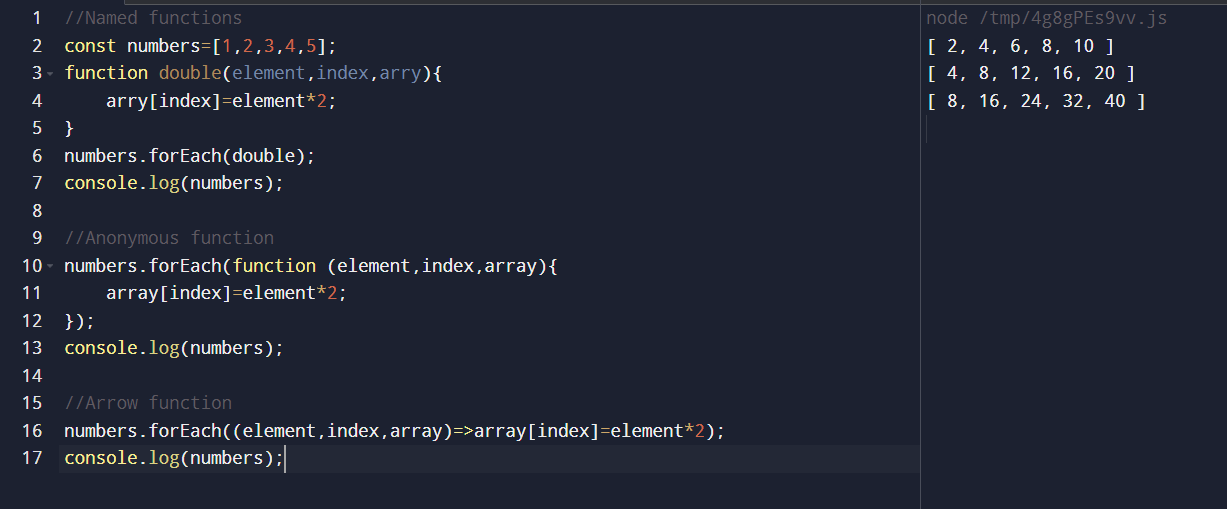 1 //Named functions
2 const numbers=[1,2,3,4,5];
3 function double(element,index,arry){
4     arry[index]=element*2;
5 }
6 numbers.forEach(double);
7 console.log(numbers);
8
9 //Anonymous function
10 numbers.forEach(function (element,index,array){
11     array[index]=element*2;
12 });
13 console.log(numbers);
14
15 //Arrow function
16 numbers.forEach((element,index,array)=>array[index]=element*2);
17 console.log(numbers);
node /tmp/4g8gPEs9vv.js
[ 2, 4, 6, 8, 10 ]
[ 4, 8, 12, 16, 20 ]
[ 8, 16, 24, 32, 40 ]